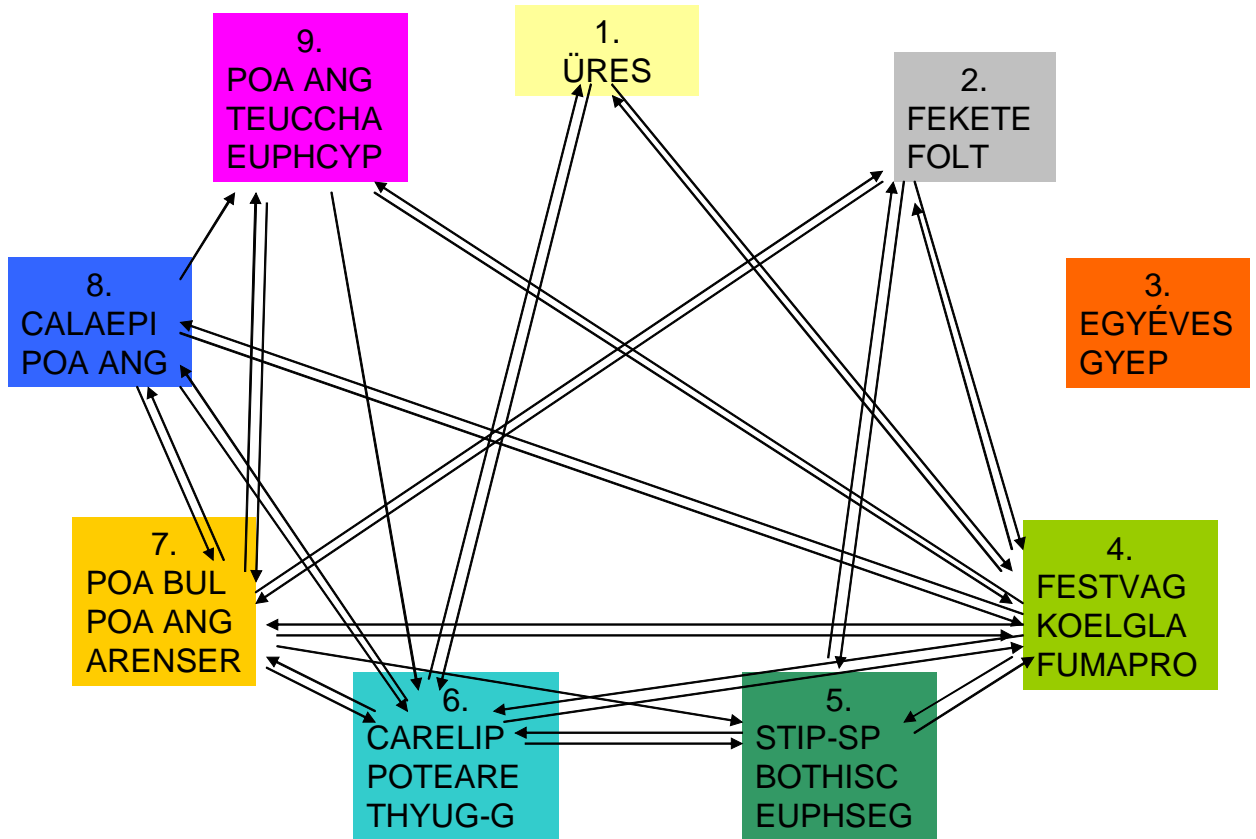 1.
ÜRES
2.
FEKETE
FOLT
3.
EGYÉVES
GYEP
4.
FESTVAG
KOELGLA
FUMAPRO
5.
STIP-SP
BOTHISC
EUPHSEG
6.
CARELIP
POTEARE
THYUG-G
7.
POA BUL
POA ANG
ARENSER
8.
CALAEPI
POA ANG
9.
POA ANG
TEUCCHA
EUPHCYP